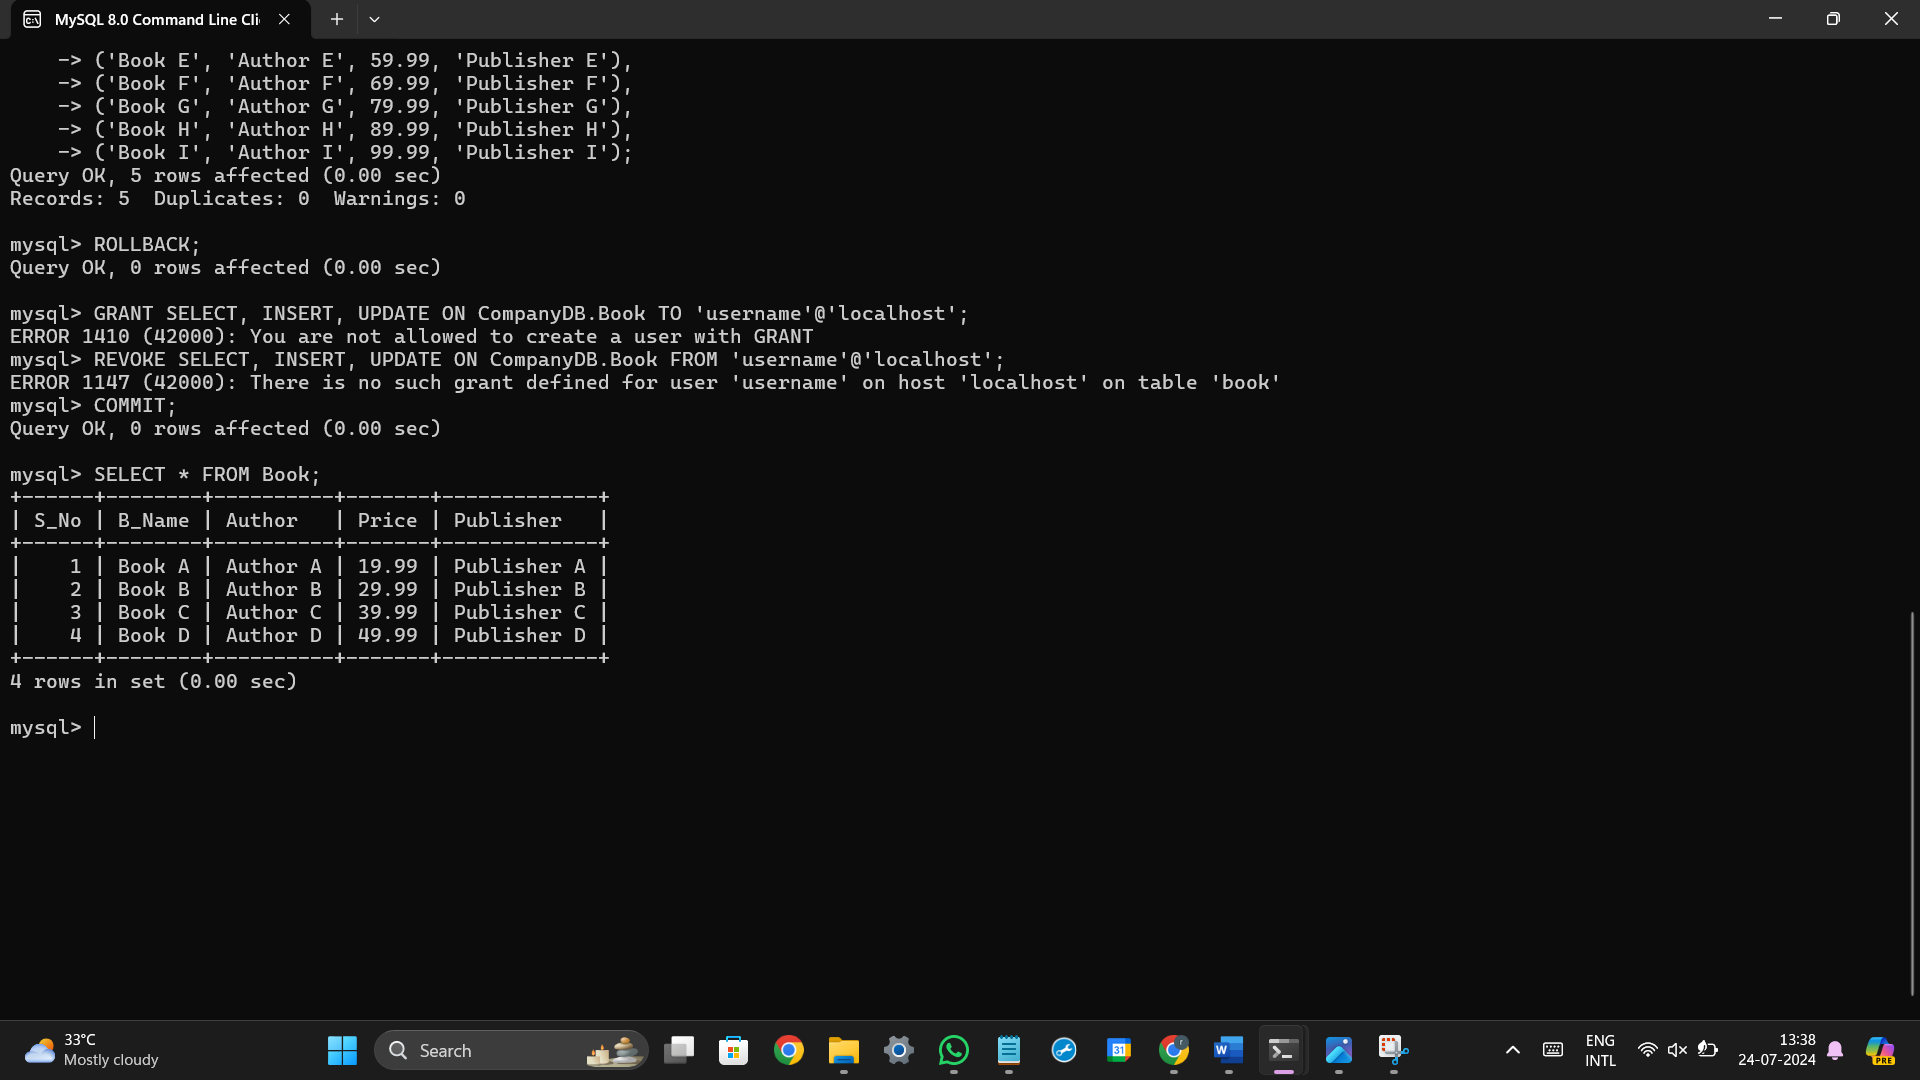 MySQL 8.0 Command Line Cli
    -> ('Book E', 'Author E', 59.99, 'Publisher E'),
    -> ('Book F', 'Author F', 69.99, 'Publisher F'),
    -> ('Book G', 'Author G', 79.99, 'Publisher G'),
    -> ('Book H', 'Author H', 89.99, 'Publisher H'),
    -> ('Book I', 'Author I', 99.99, 'Publisher I');
Query OK, 5 rows affected (0.00 sec)
Records: 5  Duplicates: 0  Warnings: 0
mysql> ROLLBACK;
Query OK, 0 rows affected (0.00 sec)
mysql> GRANT SELECT, INSERT, UPDATE ON CompanyDB.Book TO 'username'@'localhost';
ERROR 1410 (42000): You are not allowed to create a user with GRANT
mysql> REVOKE SELECT, INSERT, UPDATE ON CompanyDB.Book FROM 'username'@'localhost';
ERROR 1147 (42000): There is no such grant defined for user 'username' on host 'localhost' on table 'book'
mysql> COMMIT;
Query OK, 0 rows affected (0.00 sec)
mysql> SELECT * FROM Book;
+------+--------+----------+-------+-------------+
| S_No | B_Name | Author   | Price | Publisher   |
+------+--------+----------+-------+-------------+
|    1 | Book A | Author A | 19.99 | Publisher A |
|    2 | Book B | Author B | 29.99 | Publisher B |
|    3 | Book C | Author C | 39.99 | Publisher C |
|    4 | Book D | Author D | 49.99 | Publisher D |
+------+--------+----------+-------+-------------+
4 rows in set (0.00 sec)
mysql>
33°C
Mostly cloudy
Search
31
r
W
ENG
INTL
13:38
24-07-2024
PRE